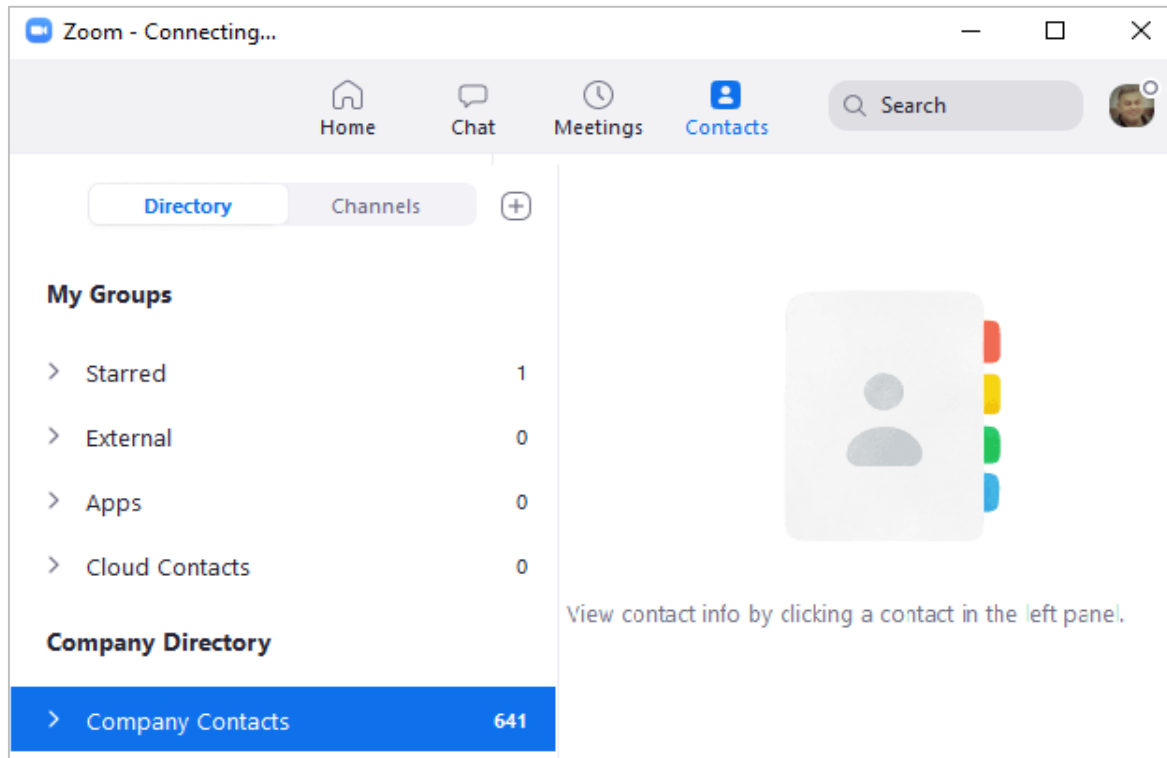 Zoom - Connecting...
Home Chat Meetings Contacts Search
Directory Channels
My Groups
Starred 1
External 0
Apps 0
Cloud Contacts 0
View contact info by clicking a contact in the left panel.
Company Directory
Company Contacts 641